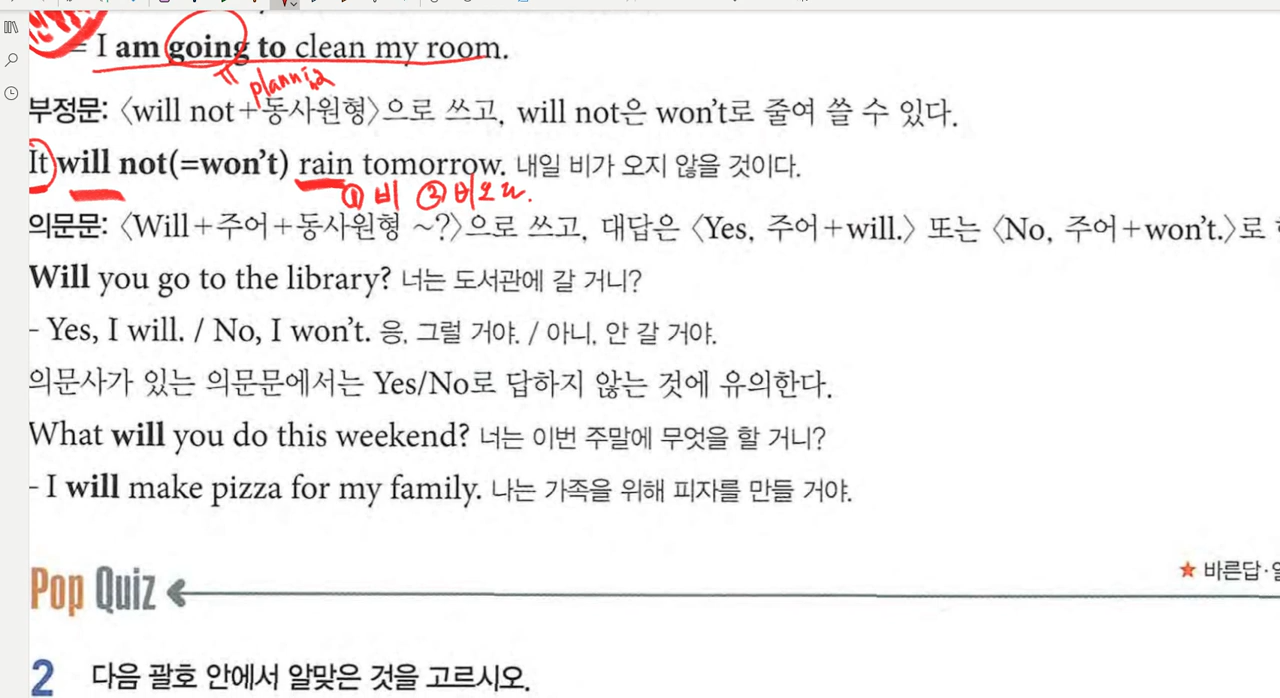 = I am going to clean my room.
planning
부정문: 〈will not+동사원형〉으로 쓰고, will not은 won't로 줄여 쓸 수 있다.
It will not(=won't) rain tomorrow. 내일 비가 오지 않을 것이다.
① 비 ② 비오다.
의문문: 〈Will+주어+동사원형 ~?〉으로 쓰고, 대답은 〈Yes, 주어+will.〉 또는 〈No, 주어+won't.〉로
Will you go to the library? 너는 도서관에 갈 거니?
- Yes, I will. / No, I won't. 응, 그럴 거야. / 아니, 안 갈 거야.
의문사가 있는 의문문에서는 Yes/No로 답하지 않는 것에 유의한다.
What will you do this weekend? 너는 이번 주말에 무엇을 할 거니?
- I will make pizza for my family. 나는 가족을 위해 피자를 만들 거야.
Pop Quiz
★ 바른답·알
2 다음 괄호 안에서 알맞은 것을 고르시오.